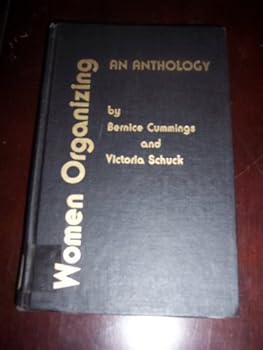 Women Organizing
AN ANTHOLOGY
by
Bernice Cummings
and
Victoria Schuck